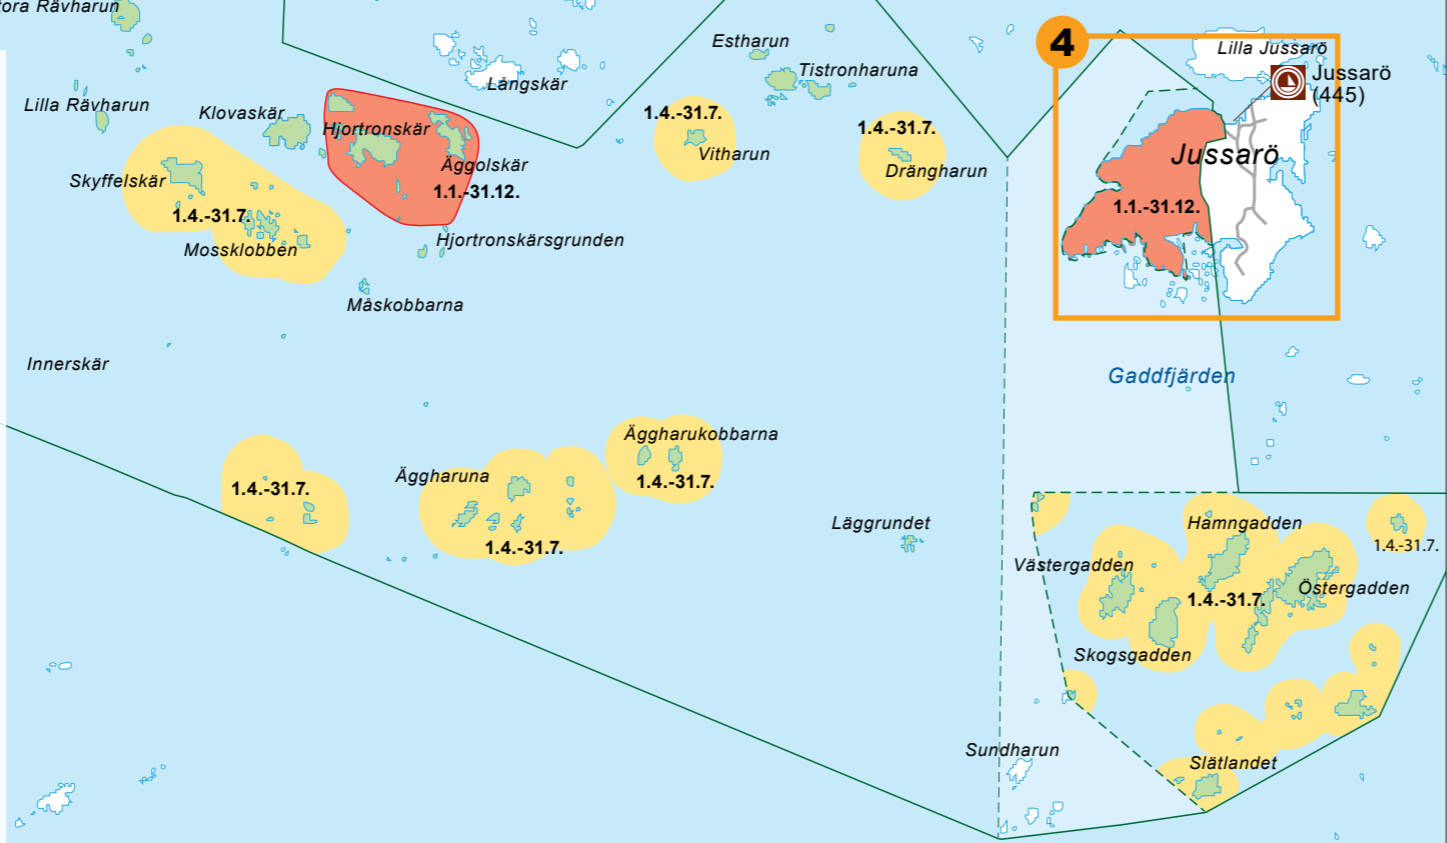 tora Rävharun
4
Lilla Jussarö
Estharun
Tistronharuna
Jussarö
(445)
Långskär
Lilla Rävharun
Klovaskär
Hjortronskär
1.4.-31.7.
Vitharun
1.4.-31.7.
Drängharun
Jussarö
1.1.-31.12.
Äggolskär
1.1.-31.12.
Skyffelskär
1.4.-31.7.
Mossklobben
Hjortronskärsgrunden
Måskobbarna
Innerskär
Gaddfjärden
Äggharukobbarna
1.4.-31.7.
Äggharuna
1.4.-31.7.
1.4.-31.7.
Läggrundet
Hamngadden
1.4.-31.7.
Västergadden
Östergadden
1.4.-31.7.
Skogsgadden
Sundharun
Slätlandet